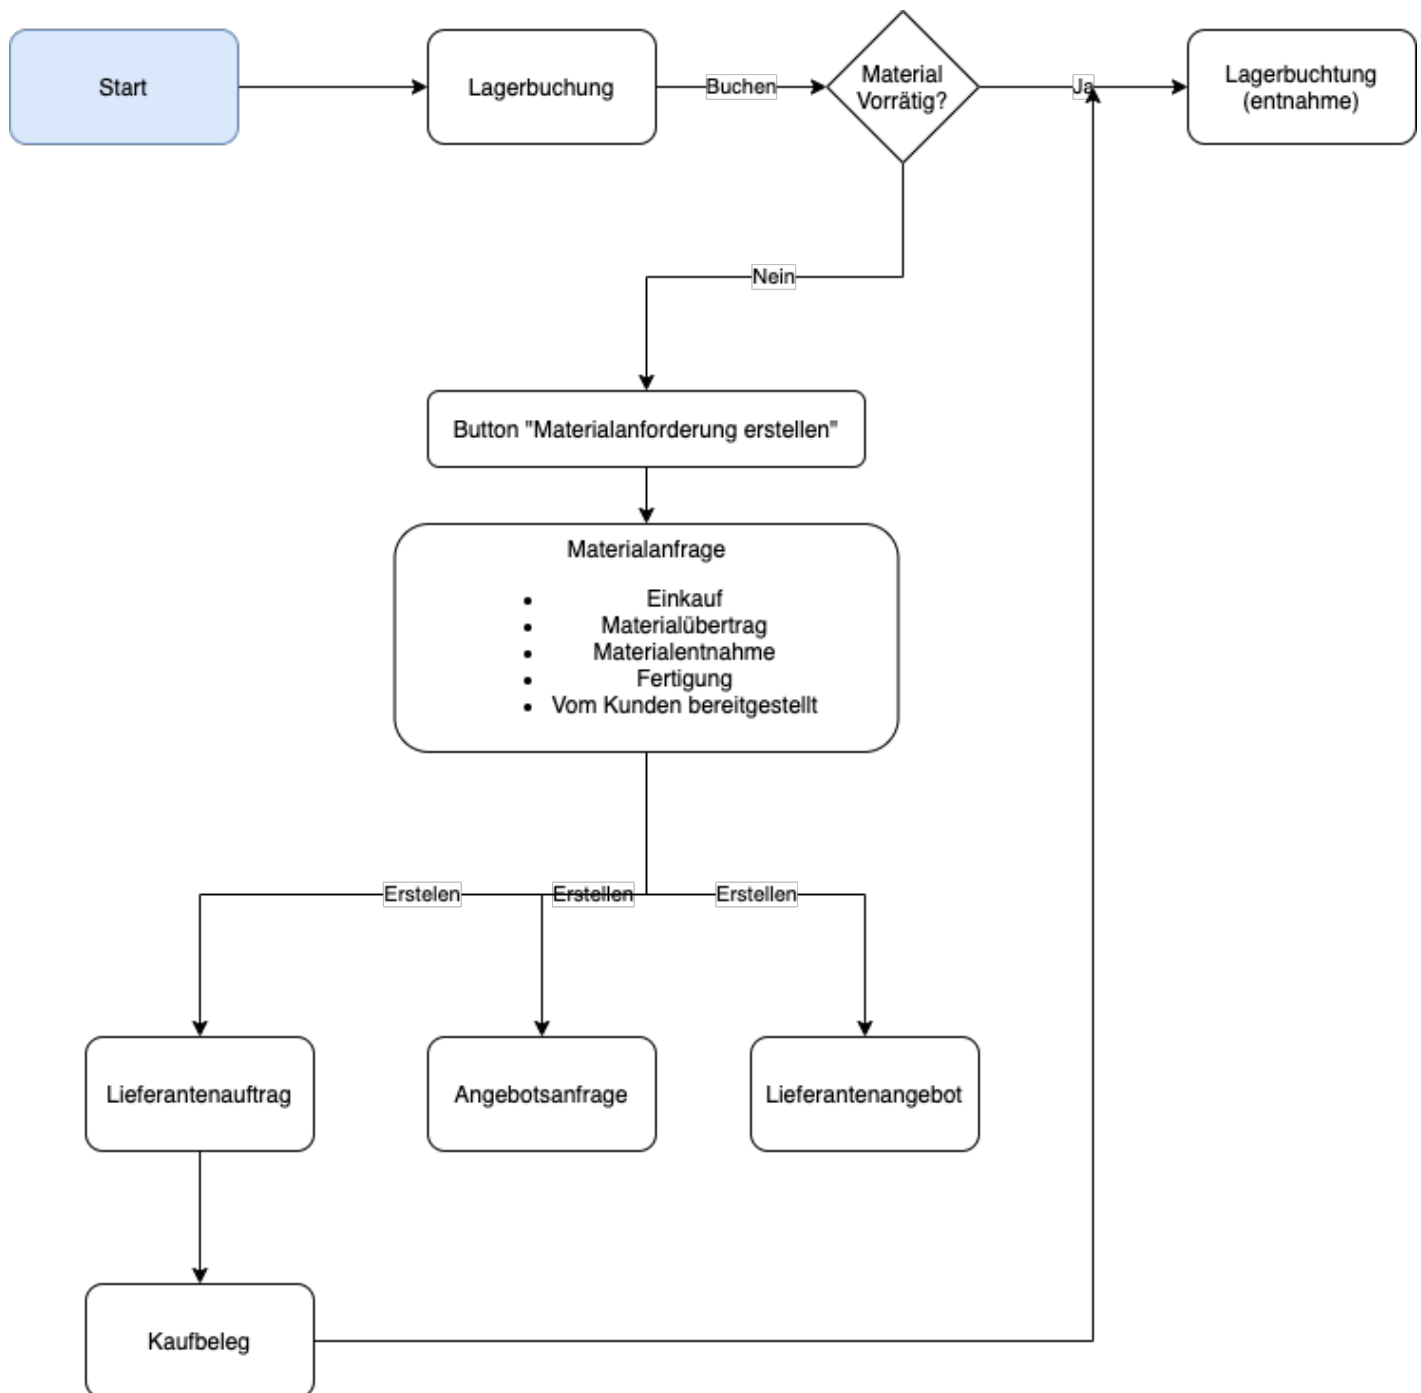 Start
Lagerbuchung
Buchen
Material
Vorrätig?
Ja
Lagerbuchtung
(entnahme)
Nein
Button "Materialanforderung erstellen"
Materialanfrage
• Einkauf
• Materialübertrag
• Materialentnahme
• Fertigung
• Vom Kunden bereitgestellt
Erstelen
Erstellen
Erstellen
Lieferantenauftrag
Angebotsanfrage
Lieferantenangebot
Kaufbeleg